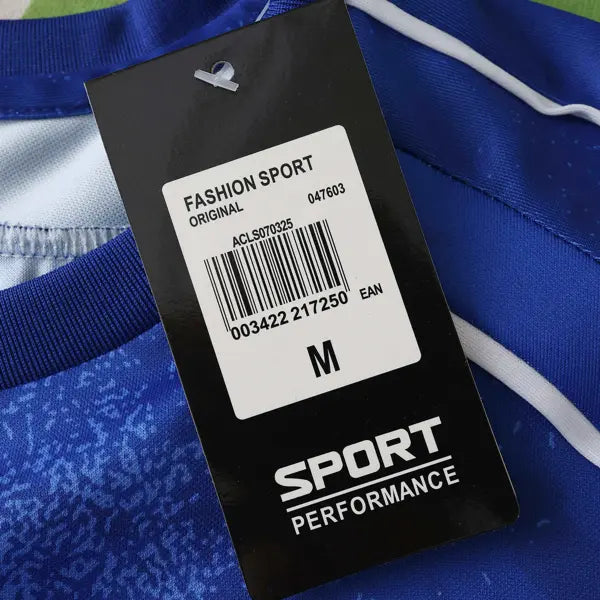 FASHION SPORT
ORIGINAL 047603
ACLS070325
003422 217250 EAN
M
SPORT
PERFORMANCE